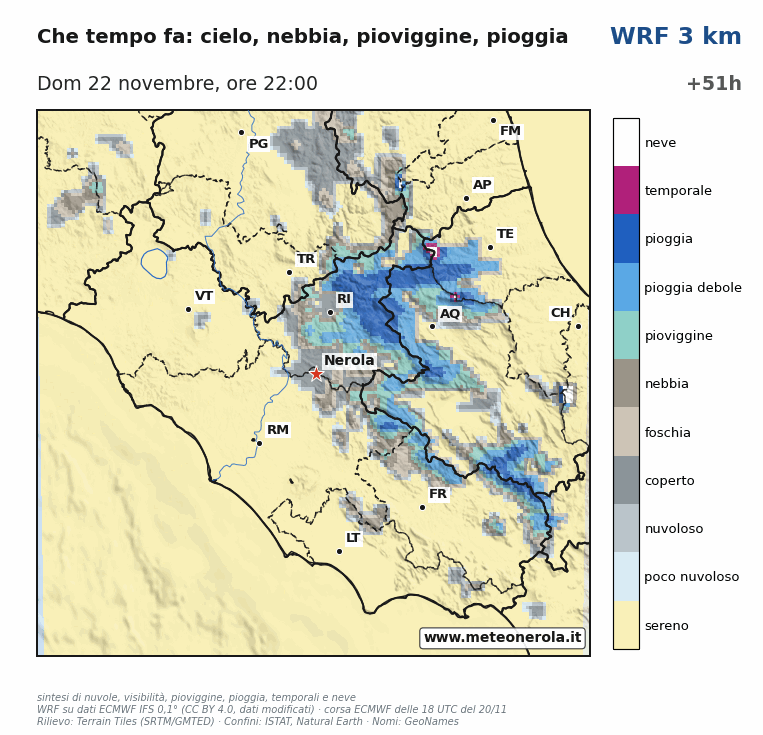 Che tempo fa: cielo, nebbia, pioviggine, pioggia
WRF 3 km
Dom 22 novembre, ore 22:00
+51h
FM
PG
AP
TE
TR
VT
RI
AQ
CH
Nerola
RM
FR
LT
www.meteonerola.it
neve
temporale
pioggia
pioggia debole
pioviggine
nebbia
foschia
coperto
nuvoloso
poco nuvoloso
sereno
sintesi di nuvole, visibilità, pioviggine, pioggia, temporali e neve
WRF su dati ECMWF IFS 0,1° (CC BY 4.0, dati modificati) · corsa ECMWF delle 18 UTC del 20/11
Rilievo: Terrain Tiles (SRTM/GMTED) · Confini: ISTAT, Natural Earth · Nomi: GeoNames